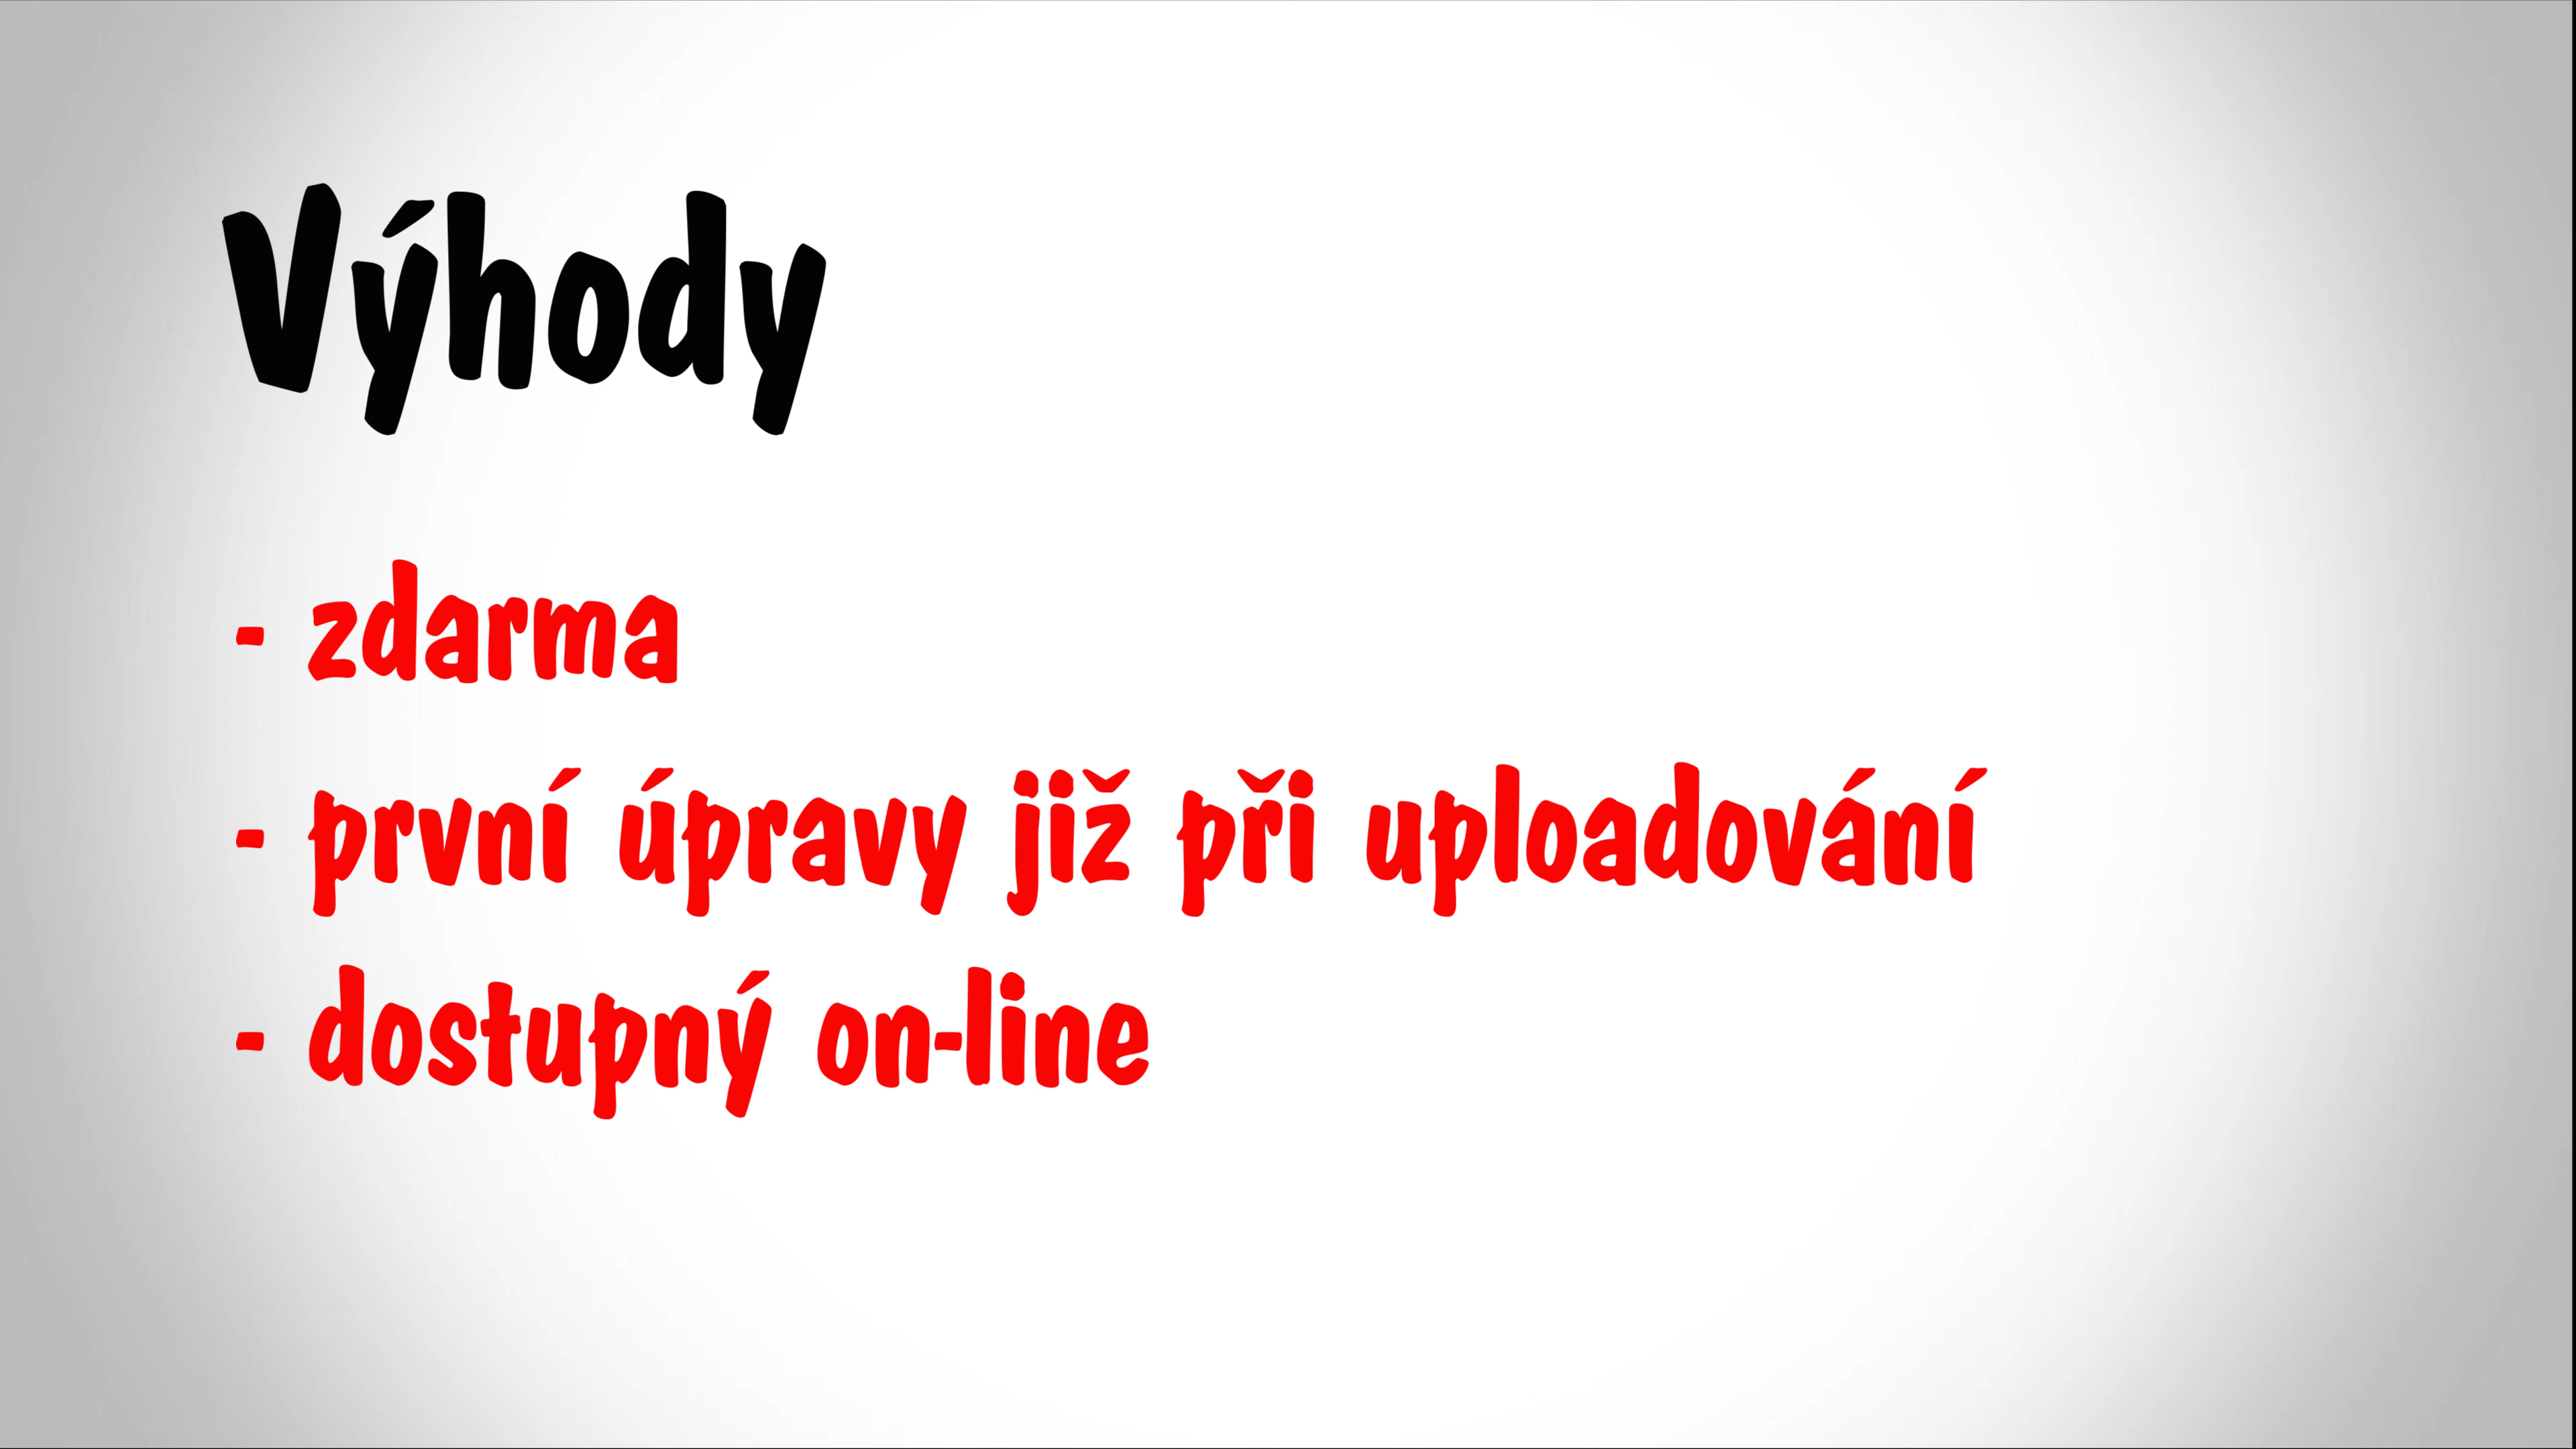 Výhody
- zdarma
- první úpravy již při uploadování
- dostupný on-line